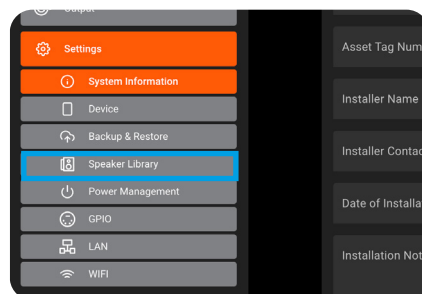 Output
Settings
System Information
Device
Backup & Restore
Speaker Library
Power Management
GPIO
LAN
WIFI
Asset Tag Num
Installer Name
Installer Contac
Date of Installa
Installation Not